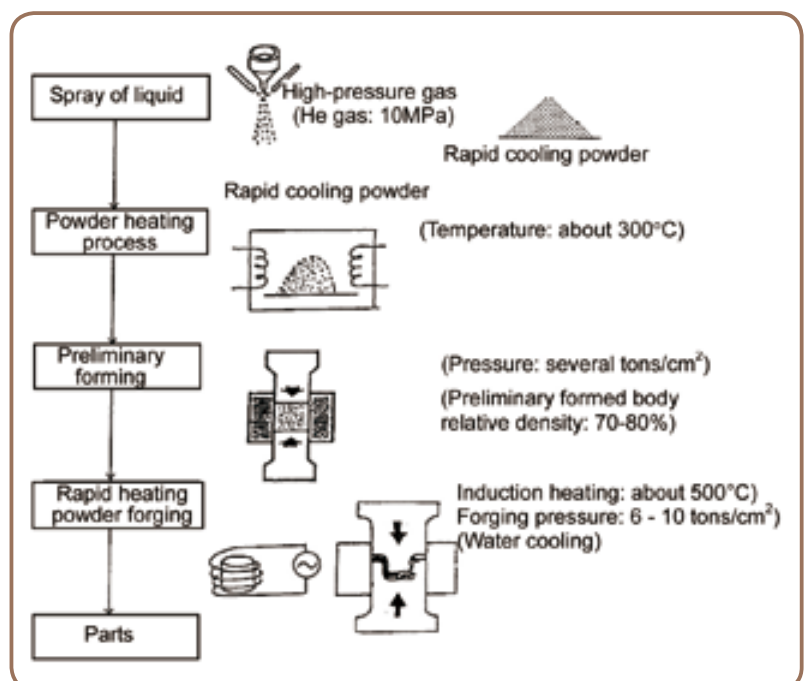 Spray of liquid
High-pressure gas
(He gas: 10MPa)
Rapid cooling powder
Rapid cooling powder
Powder heating
process
(Temperature: about 300°C)
Preliminary
forming
(Pressure: several tons/cm²)
(Preliminary formed body
relative density: 70-80%)
Rapid heating
powder forging
Induction heating: about 500°C)
Forging pressure: 6 - 10 tons/cm²)
(Water cooling)
Parts